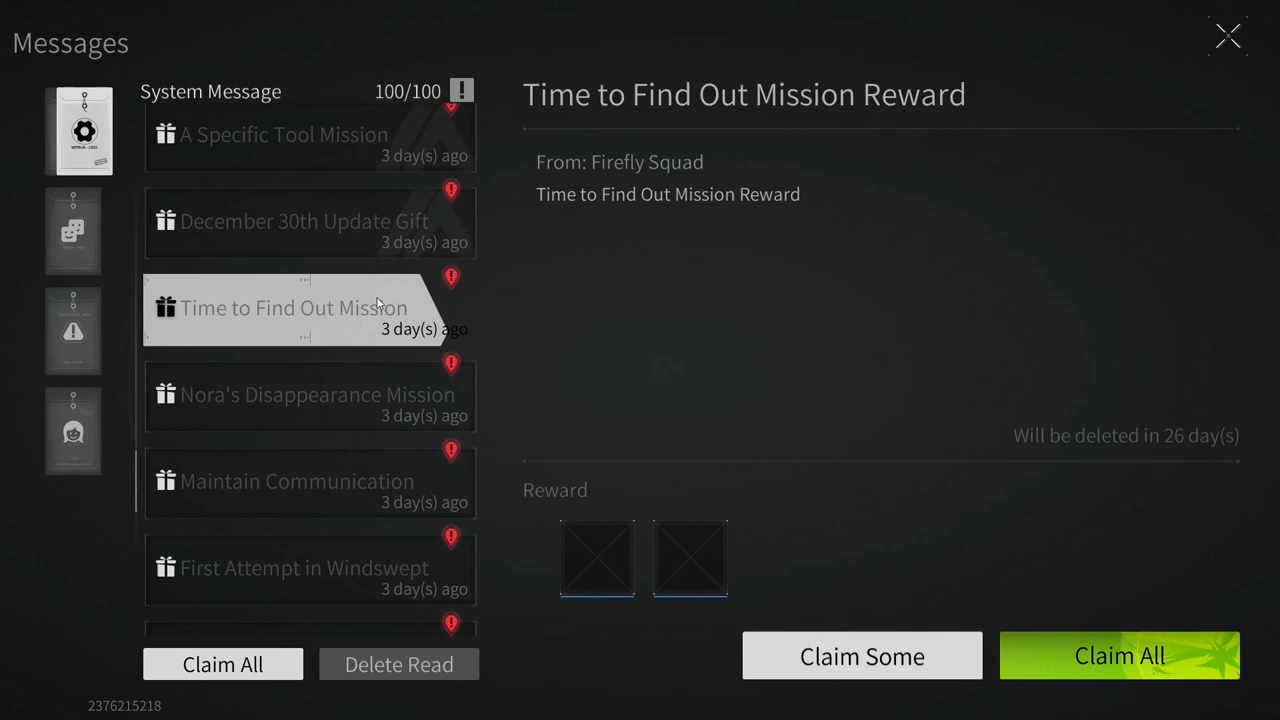 Messages
System Message 100/100
A Specific Tool Mission
3 day(s) ago
December 30th Update Gift
3 day(s) ago
Time to Find Out Mission
3 day(s) ago
Nora's Disappearance Mission
3 day(s) ago
Maintain Communication
3 day(s) ago
First Attempt in Windswept
3 day(s) ago
Claim All
Delete Read
2376215218
Time to Find Out Mission Reward
From: Firefly Squad
Time to Find Out Mission Reward
Will be deleted in 26 day(s)
Reward
Claim Some
Claim All